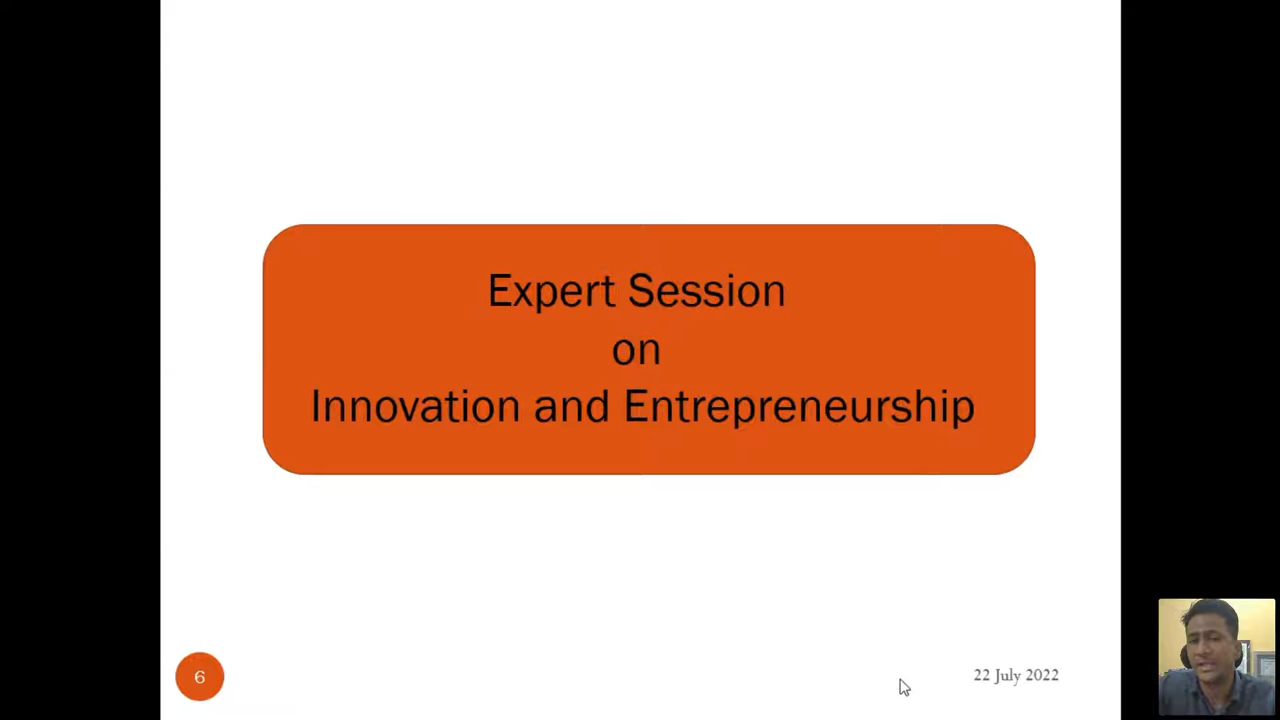 Expert Session
on
Innovation and Entrepreneurship
6
22 July 2022